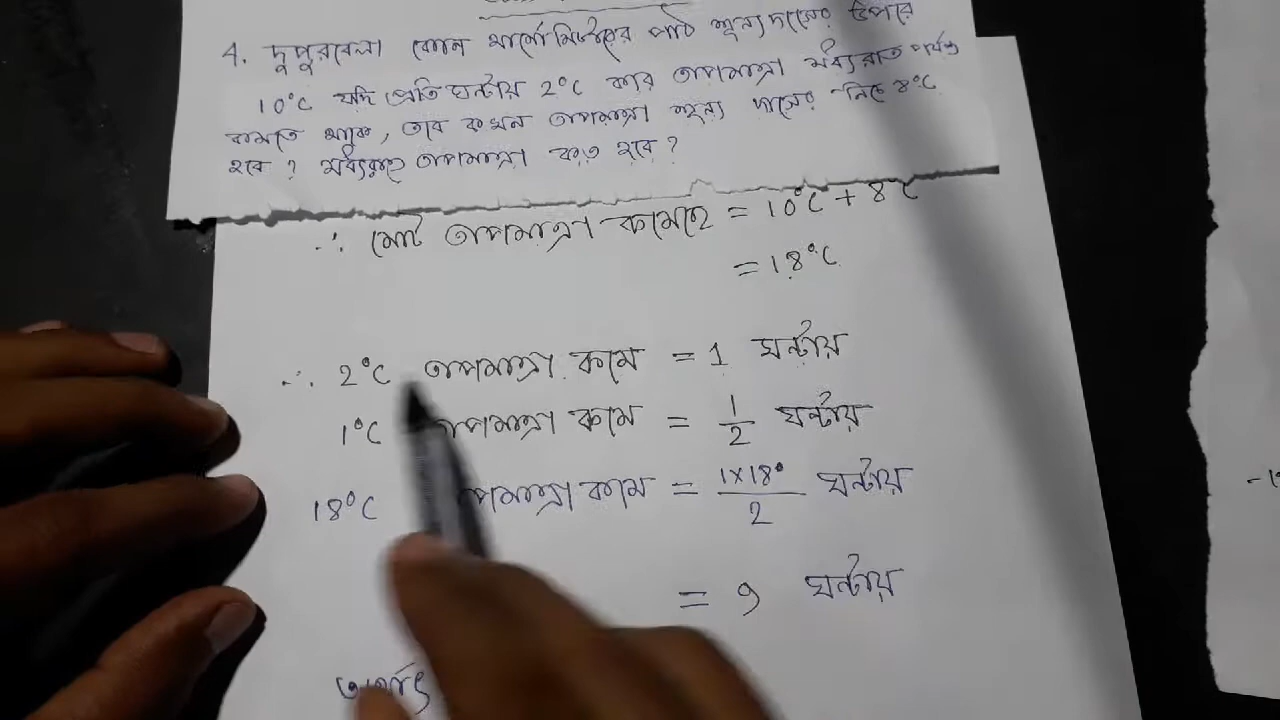 4. দুপুরবেলা কোন থার্মোমিটারের পাঠ শূন্য দাগের উপরে
10°C যদি প্রতি ঘন্টায় 2°C করে তাপমাত্রা মধ্যরাত পর্যন্ত
কমতে থাকে, তবে কখন তাপমাত্রা শূন্য দাগের নিচে 8°C
হবে ? মধ্যরাতে তাপমাত্রা কত হবে ?
∴ মোট তাপমাত্রা কমেছে = 10°C + 8°C
= 18°C
∴ 2°C তাপমাত্রা কমে = 1 ঘন্টায়
1°C তাপমাত্রা কমে = 1/2 ঘন্টায়
18°C তাপমাত্রা কমে = 1×18°/2 ঘন্টায়
= 9 ঘন্টায়
অর্থাৎ